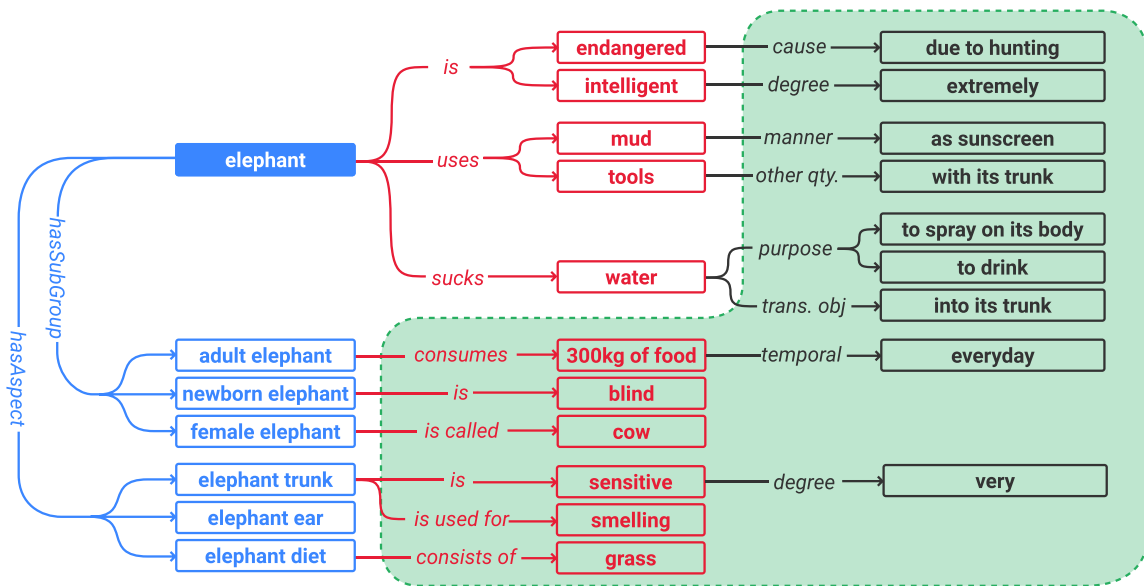 endangered cause due to hunting
is
intelligent degree extremely
mud manner as sunscreen
elephant uses
tools other qty. with its trunk
to spray on its body
purpose
to drink
sucks water
trans. obj into its trunk
hasSubGroup
hasAspect
adult elephant consumes 300kg of food temporal everyday
newborn elephant is blind
female elephant is called cow
elephant trunk is sensitive degree very
elephant ear is used for smelling
elephant diet consists of grass